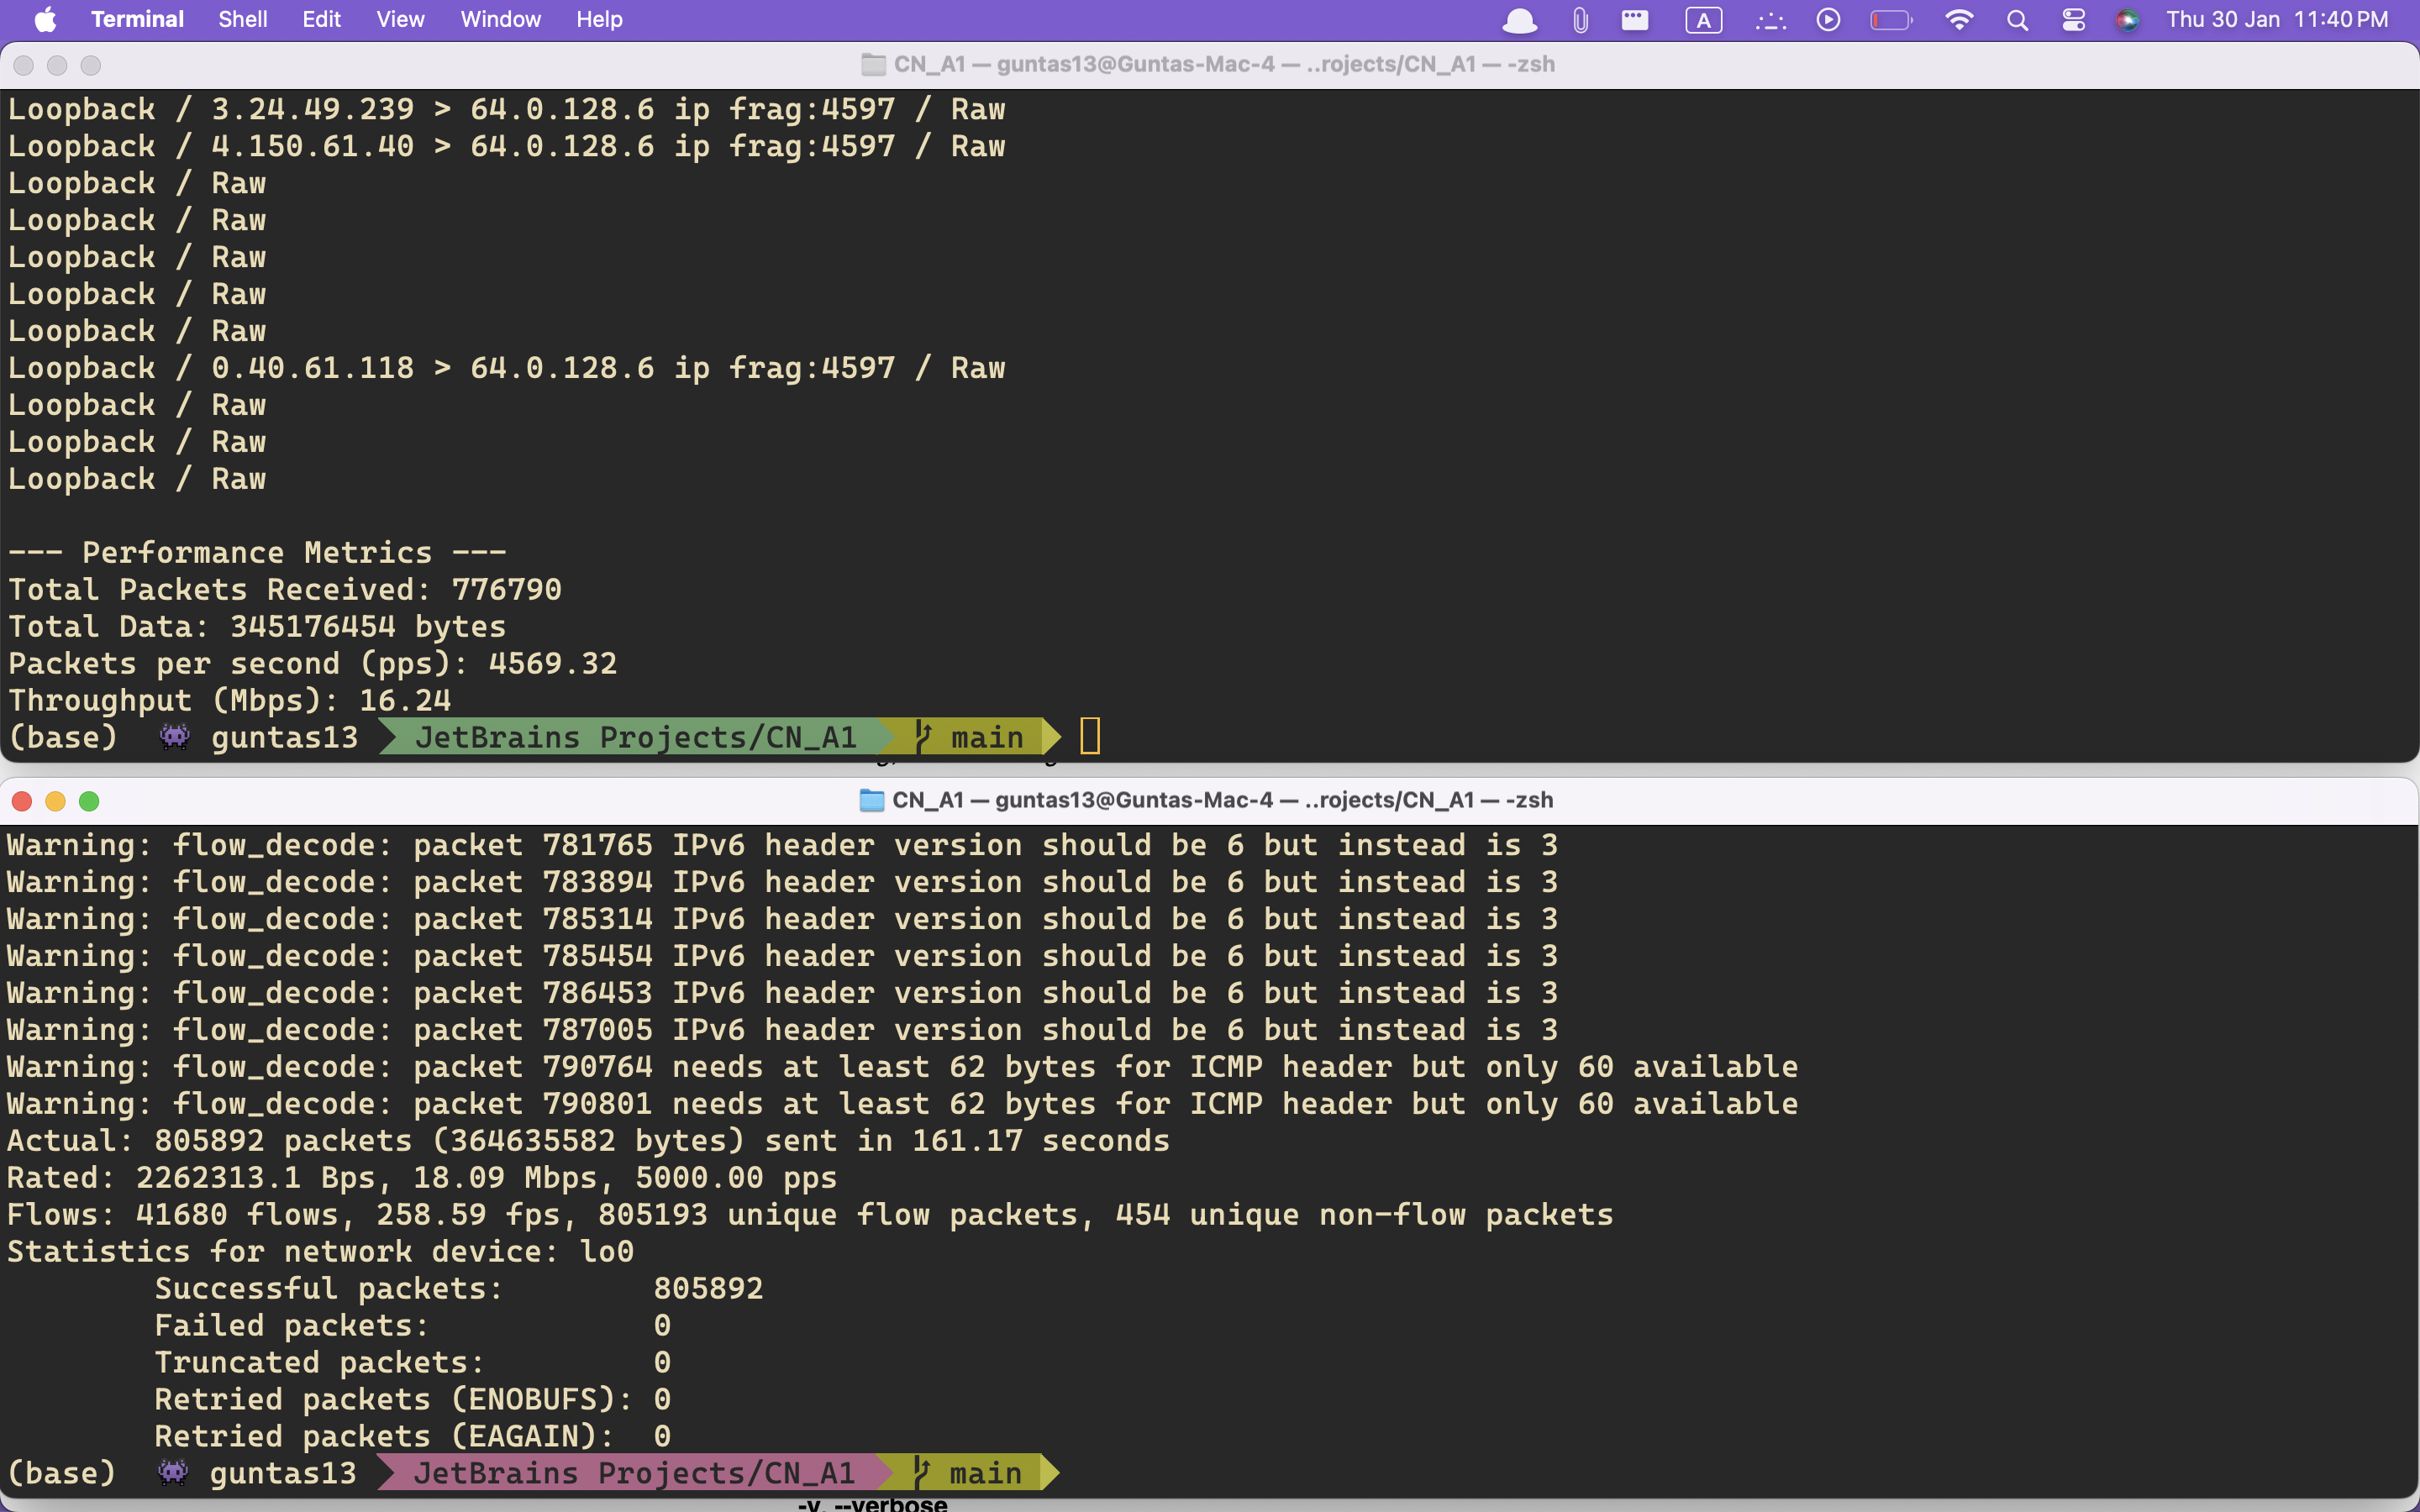 Terminal Shell Edit View Window Help A Thu 30 Jan 11:40 PM
CN_A1 — guntas13@Guntas-Mac-4 — ..rojects/CN_A1 — -zsh
Loopback / 3.24.49.239 > 64.0.128.6 ip frag:4597 / Raw
Loopback / 4.150.61.40 > 64.0.128.6 ip frag:4597 / Raw
Loopback / Raw
Loopback / Raw
Loopback / Raw
Loopback / Raw
Loopback / Raw
Loopback / 0.40.61.118 > 64.0.128.6 ip frag:4597 / Raw
Loopback / Raw
Loopback / Raw
Loopback / Raw
--- Performance Metrics ---
Total Packets Received: 776790
Total Data: 345176454 bytes
Packets per second (pps): 4569.32
Throughput (Mbps): 16.24
(base) guntas13 JetBrains Projects/CN_A1 main
CN_A1 — guntas13@Guntas-Mac-4 — ..rojects/CN_A1 — -zsh
Warning: flow_decode: packet 781765 IPv6 header version should be 6 but instead is 3
Warning: flow_decode: packet 783894 IPv6 header version should be 6 but instead is 3
Warning: flow_decode: packet 785314 IPv6 header version should be 6 but instead is 3
Warning: flow_decode: packet 785454 IPv6 header version should be 6 but instead is 3
Warning: flow_decode: packet 786453 IPv6 header version should be 6 but instead is 3
Warning: flow_decode: packet 787005 IPv6 header version should be 6 but instead is 3
Warning: flow_decode: packet 790764 needs at least 62 bytes for ICMP header but only 60 available
Warning: flow_decode: packet 790801 needs at least 62 bytes for ICMP header but only 60 available
Actual: 805892 packets (364635582 bytes) sent in 161.17 seconds
Rated: 2262313.1 Bps, 18.09 Mbps, 5000.00 pps
Flows: 41680 flows, 258.59 fps, 805193 unique flow packets, 454 unique non-flow packets
Statistics for network device: lo0
Successful packets: 805892
Failed packets: 0
Truncated packets: 0
Retried packets (ENOBUFS): 0
Retried packets (EAGAIN): 0
(base) guntas13 JetBrains Projects/CN_A1 main
-v, --verbose